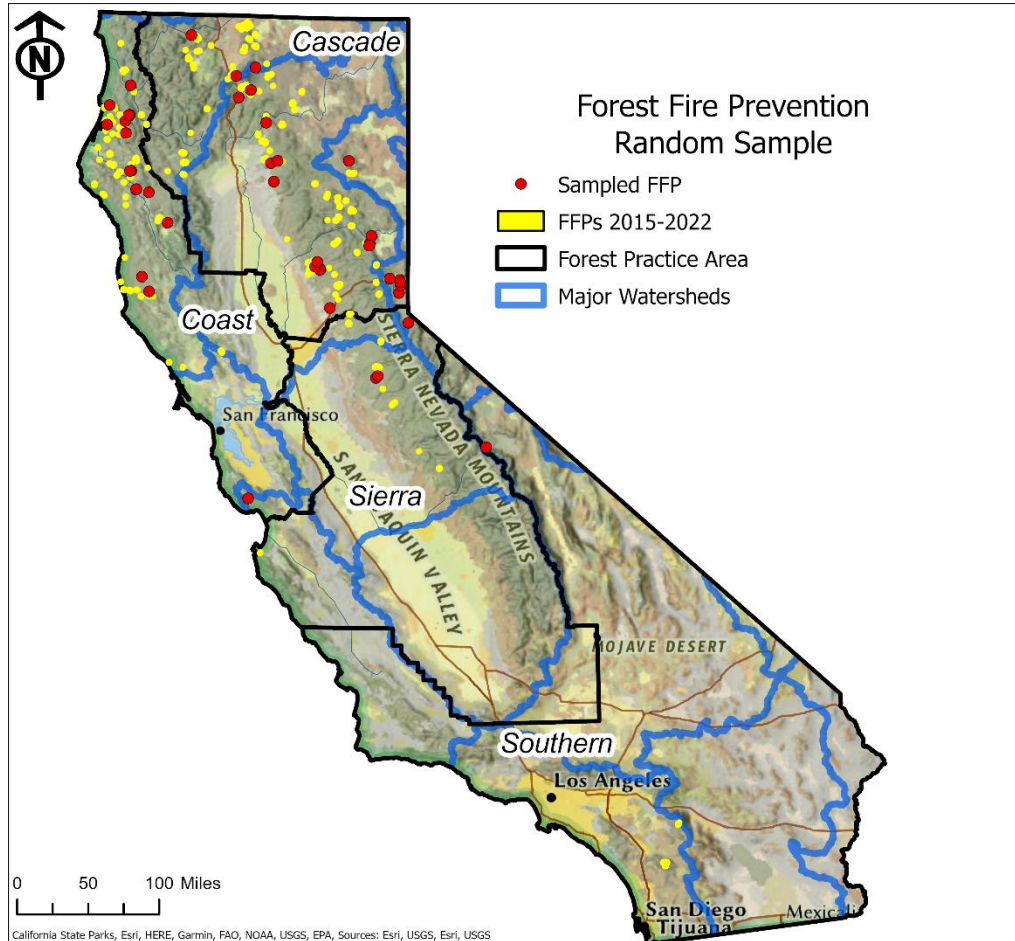 N
Cascade
Forest Fire Prevention
Random Sample
Sampled FFP
FFPs 2015-2022
Forest Practice Area
Major Watersheds
Coast
SIERRA NEVADA MOUNTAINS
San Francisco
Sierra
SAN JOAQUIN VALLEY
MOJAVE DESERT
Southern
Los Angeles
San Diego
Tijuana
Mexicali
0 50 100 Miles
California State Parks, Esri, HERE, Garmin, FAO, NOAA, USGS, EPA, Sources: Esri, USGS, Esri, USGS